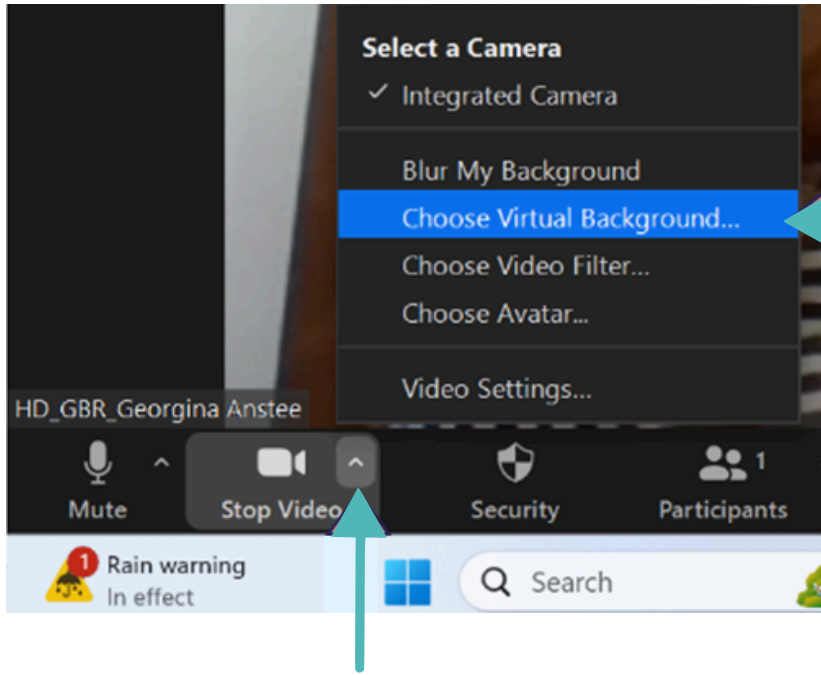 Select a Camera
Integrated Camera
Blur My Background
Choose Virtual Background...
Choose Video Filter...
Choose Avatar...
Video Settings...
HD_GBR_Georgina Anstee
1
Mute
Stop Video
Security
Participants
1
Rain warning
In effect
Search